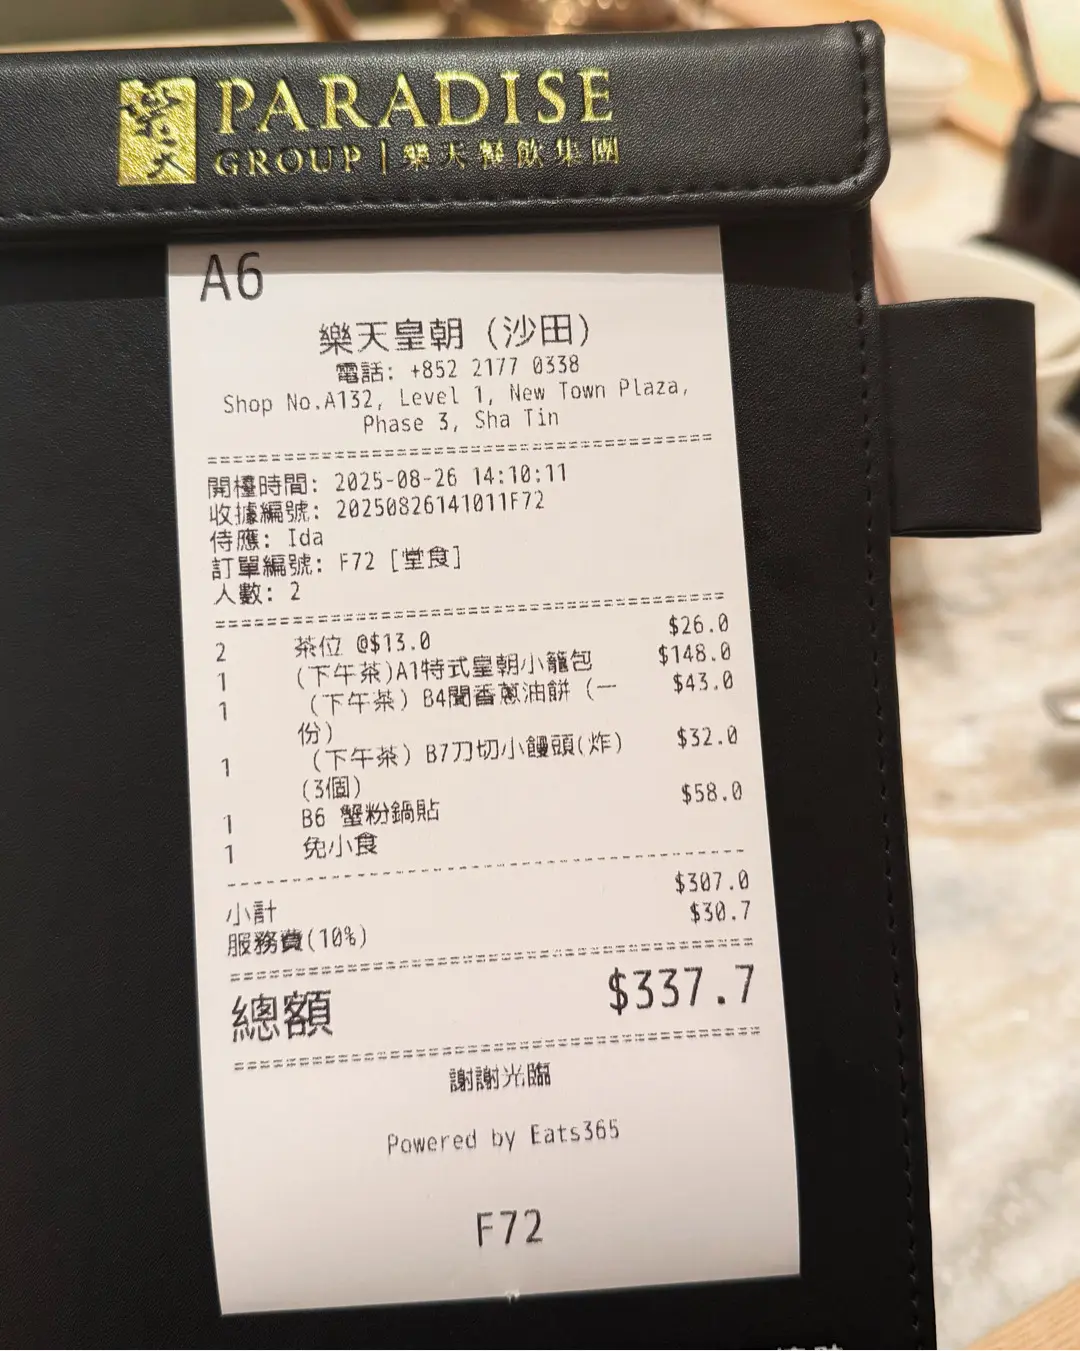 樂天 PARADISE
GROUP | 樂天餐飲集團
A6
樂天皇朝 (沙田)
電話: +852 2177 0338
Shop No.A132, Level 1, New Town Plaza,
Phase 3, Sha Tin
開檯時間: 2025-08-26 14:10:11
收據編號: 20250826141011F72
侍應: Ida
訂單編號: F72 [堂食]
人數: 2
2 茶位 @$13.0 $26.0
1 (下午茶)A1特式皇朝小籠包 $148.0
1 (下午茶) B4聞香蔥油餅 (一 $43.0
份)
1 (下午茶) B7刀切小饅頭(炸) $32.0
(3個)
1 B6 蟹粉鍋貼 $58.0
1 免小食
小計 $307.0
服務費(10%) $30.7
總額 $337.7
謝謝光臨
Powered by Eats365
F72